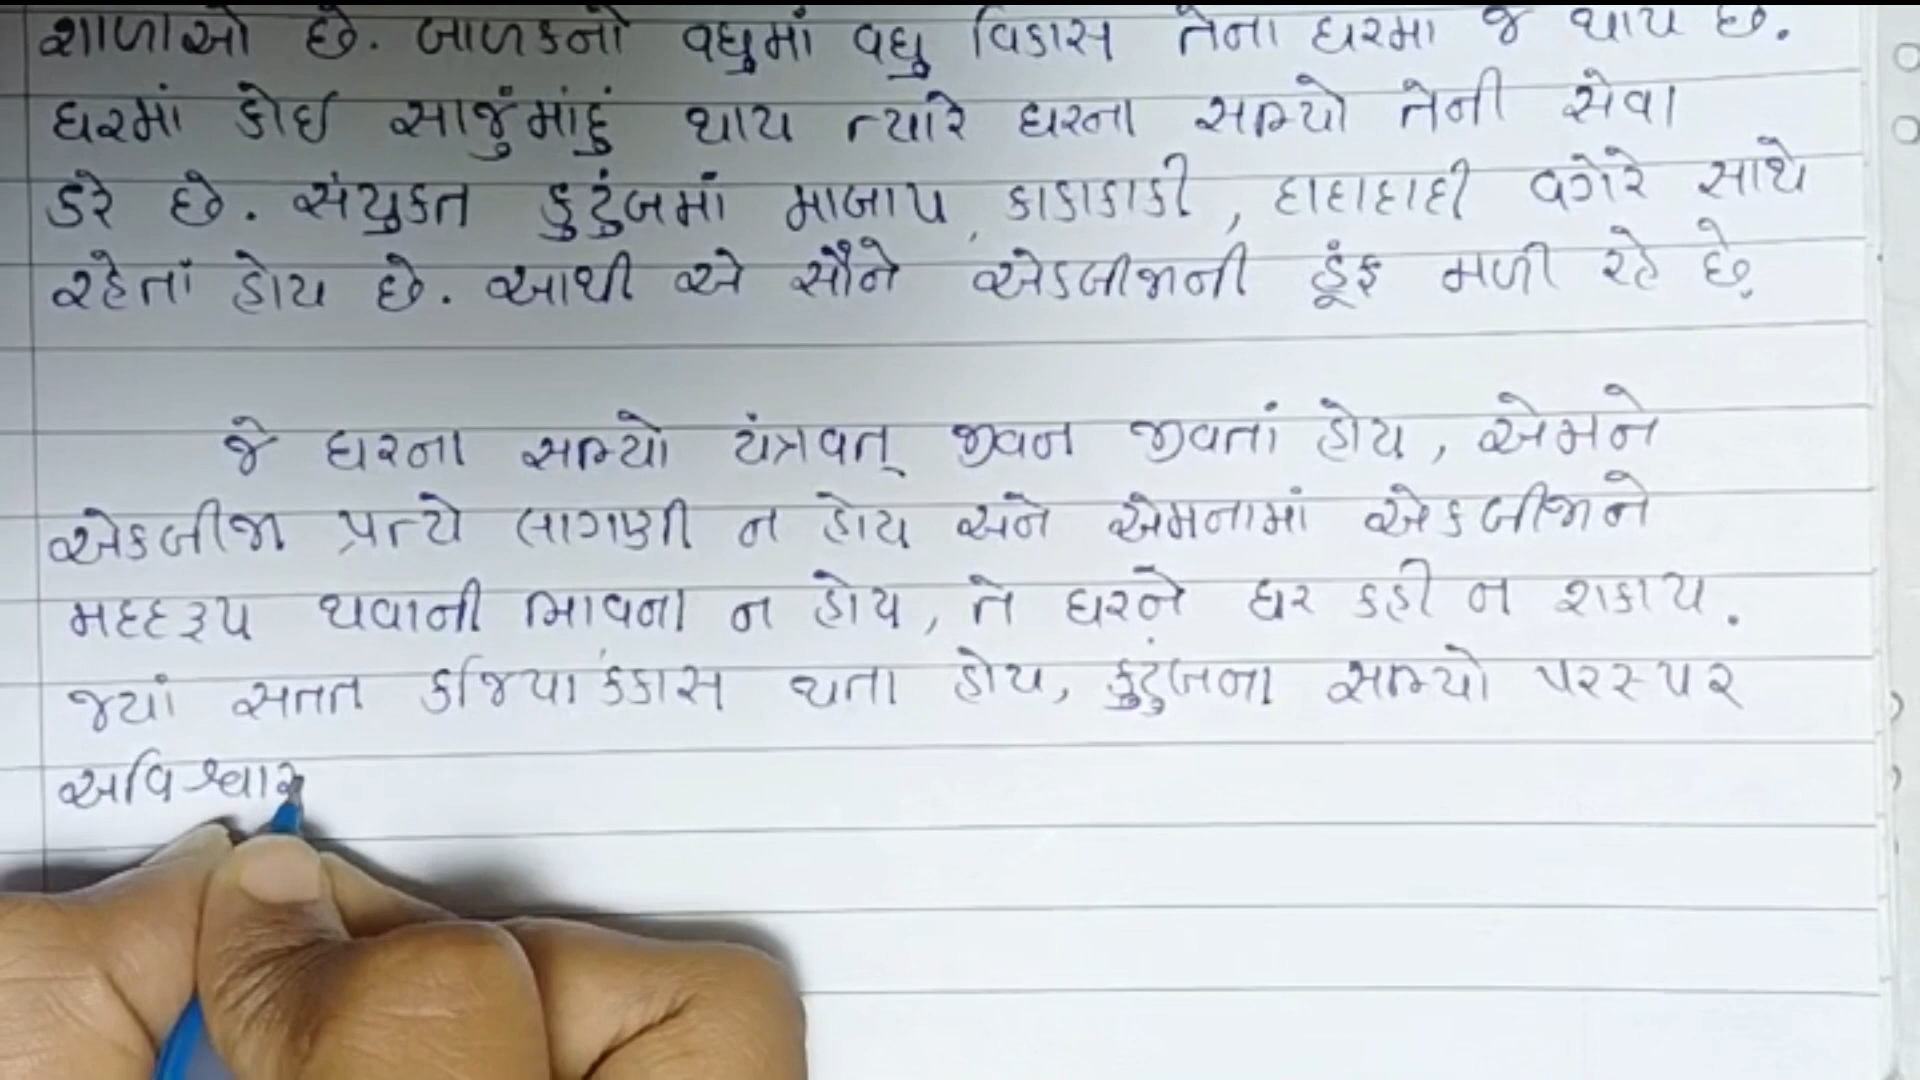 શાળાઓ છે. બાળકનો વધુમાં વધુ વિકાસ તેના ઘરમા જ થાય છે.
ઘરમાં કોઈ સાજુંમાંદું થાય ત્યારે ઘરના સભ્યો તેની સેવા
કરે છે. સંયુક્ત કુટુંબમાં માબાપ, કાકાકાકી, દાદાદાદી વગેરે સાથે
રહેતાં હોય છે. આથી એ સૌને એકબીજાની હૂંફ મળી રહે છે.
જે ઘરના સભ્યો યંત્રવત્ જીવન જીવતાં હોય, એમને
એકબીજા પ્રત્યે લાગણી ન હોય અને એમનામાં એકબીજાને
મદદરૂપ થવાની ભાવના ન હોય, તે ઘરને ઘર કહી ન શકાય.
જ્યાં સતત કજિયાકંકાસ થતા હોય, કુટુંબના સભ્યો પરસ્પર
અવિશ્વાસ